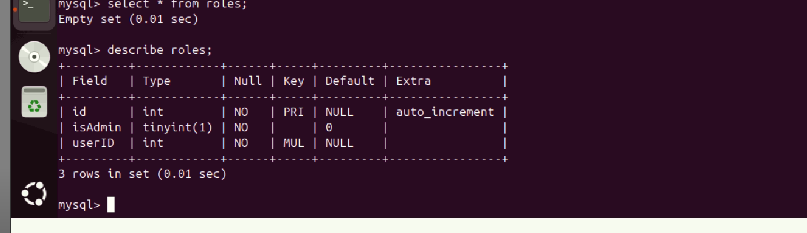 mysql> select * from roles;
Empty set (0.01 sec)
mysql> describe roles;
+---------+------------+------+-----+---------+----------------+
| Field   | Type       | Null | Key | Default | Extra          |
+---------+------------+------+-----+---------+----------------+
| id      | int        | NO   | PRI | NULL    | auto_increment |
| isAdmin | tinyint(1) | NO   |     | 0       |                |
| userID  | int        | NO   | MUL | NULL    |                |
+---------+------------+------+-----+---------+----------------+
3 rows in set (0.01 sec)
mysql>